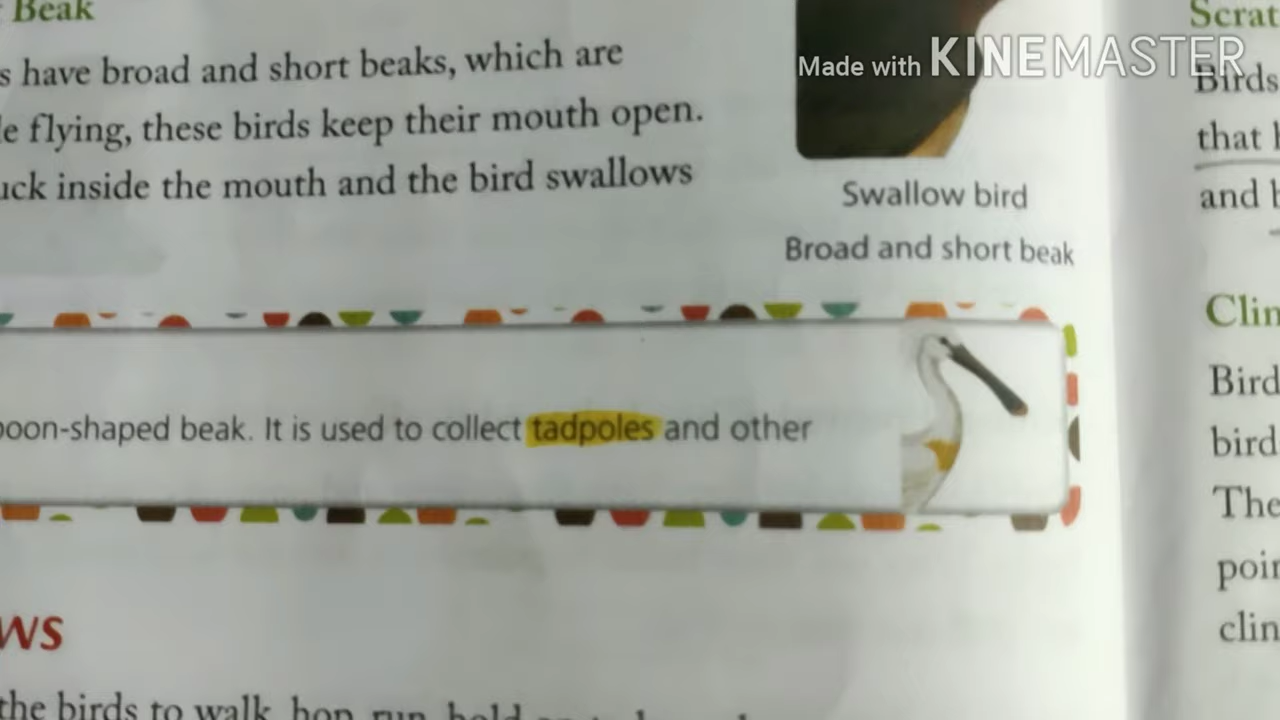 Beak
s have broad and short beaks, which are
le flying, these birds keep their mouth open.
uck inside the mouth and the bird swallows
Made with KINEMASTER
Swallow bird
Broad and short beak
poon-shaped beak. It is used to collect tadpoles and other
ws
the birds to walk, hop, run, hold
Scrat
Birds
that
and
Clin
Bird
bird
The
poin
clin